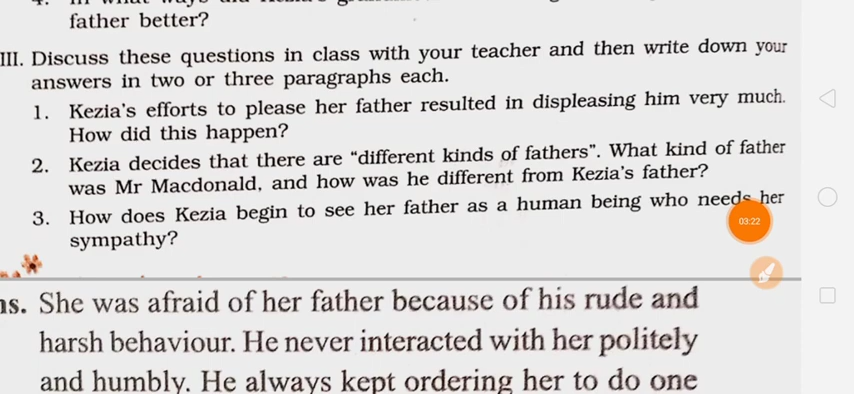 father better?
III. Discuss these questions in class with your teacher and then write down your
answers in two or three paragraphs each.
1. Kezia's efforts to please her father resulted in displeasing him very much.
How did this happen?
2. Kezia decides that there are "different kinds of fathers". What kind of father
was Mr Macdonald, and how was he different from Kezia's father?
3. How does Kezia begin to see her father as a human being who needs her
sympathy?
03:22
She was afraid of her father because of his rude and
harsh behaviour. He never interacted with her politely
and humbly. He always kept ordering her to do one